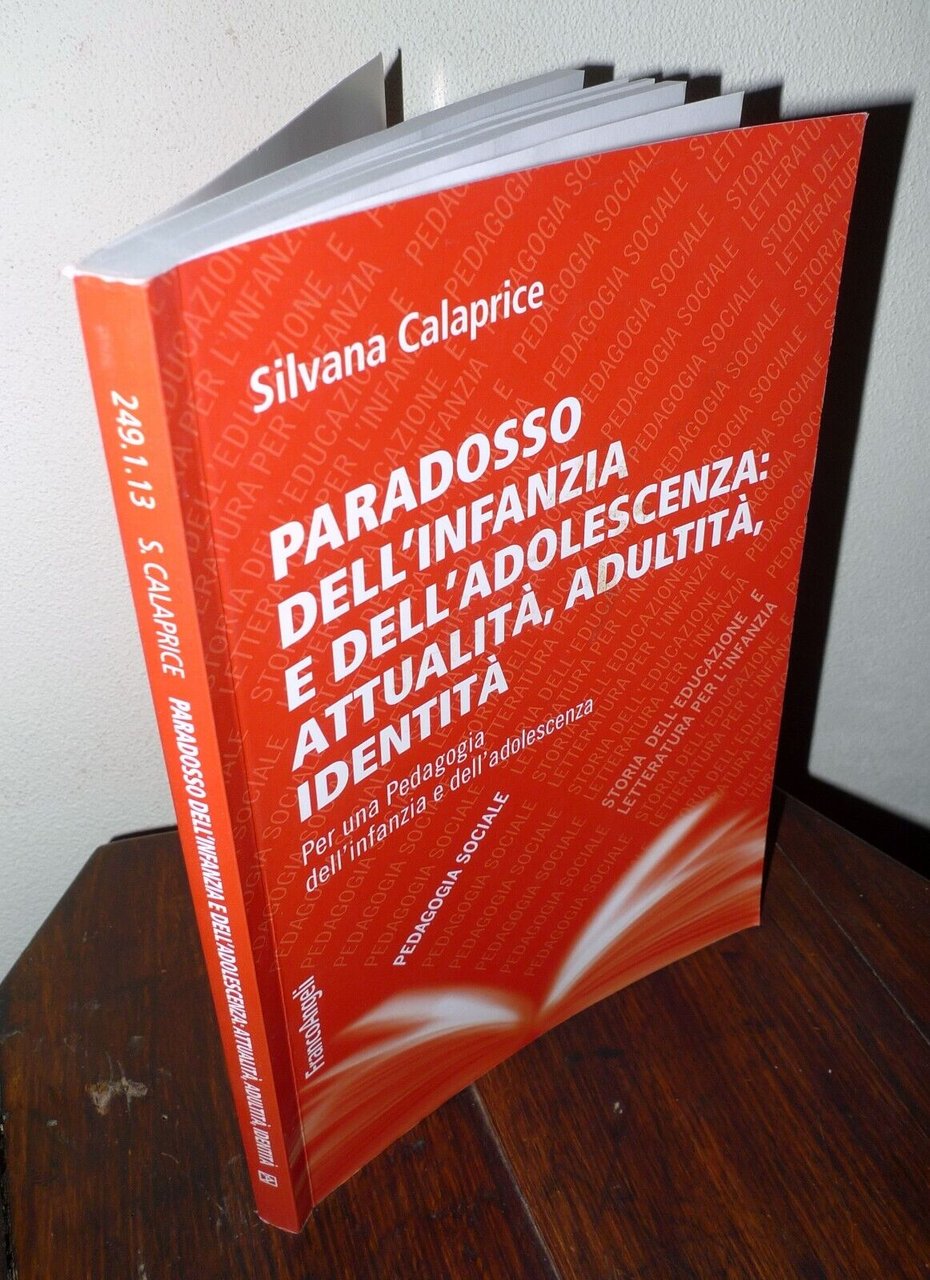 Silvana Calaprice
PARADOSSO
DELL'INFANZIA
E DELL'ADOLESCENZA:
ATTUALITÀ, ADULTITÀ,
IDENTITÀ
Per una Pedagogia
dell'infanzia e dell'adolescenza
PEDAGOGIA SOCIALE
STORIA DELL'EDUCAZIONE E
LETTERATURA PER L'INFANZIA
FrancoAngeli
249.1.13 S. CALAPRICE PARADOSSO DELL'INFANZIA E DELL'ADOLESCENZA: ATTUALITÀ, ADULTITÀ, IDENTITÀ